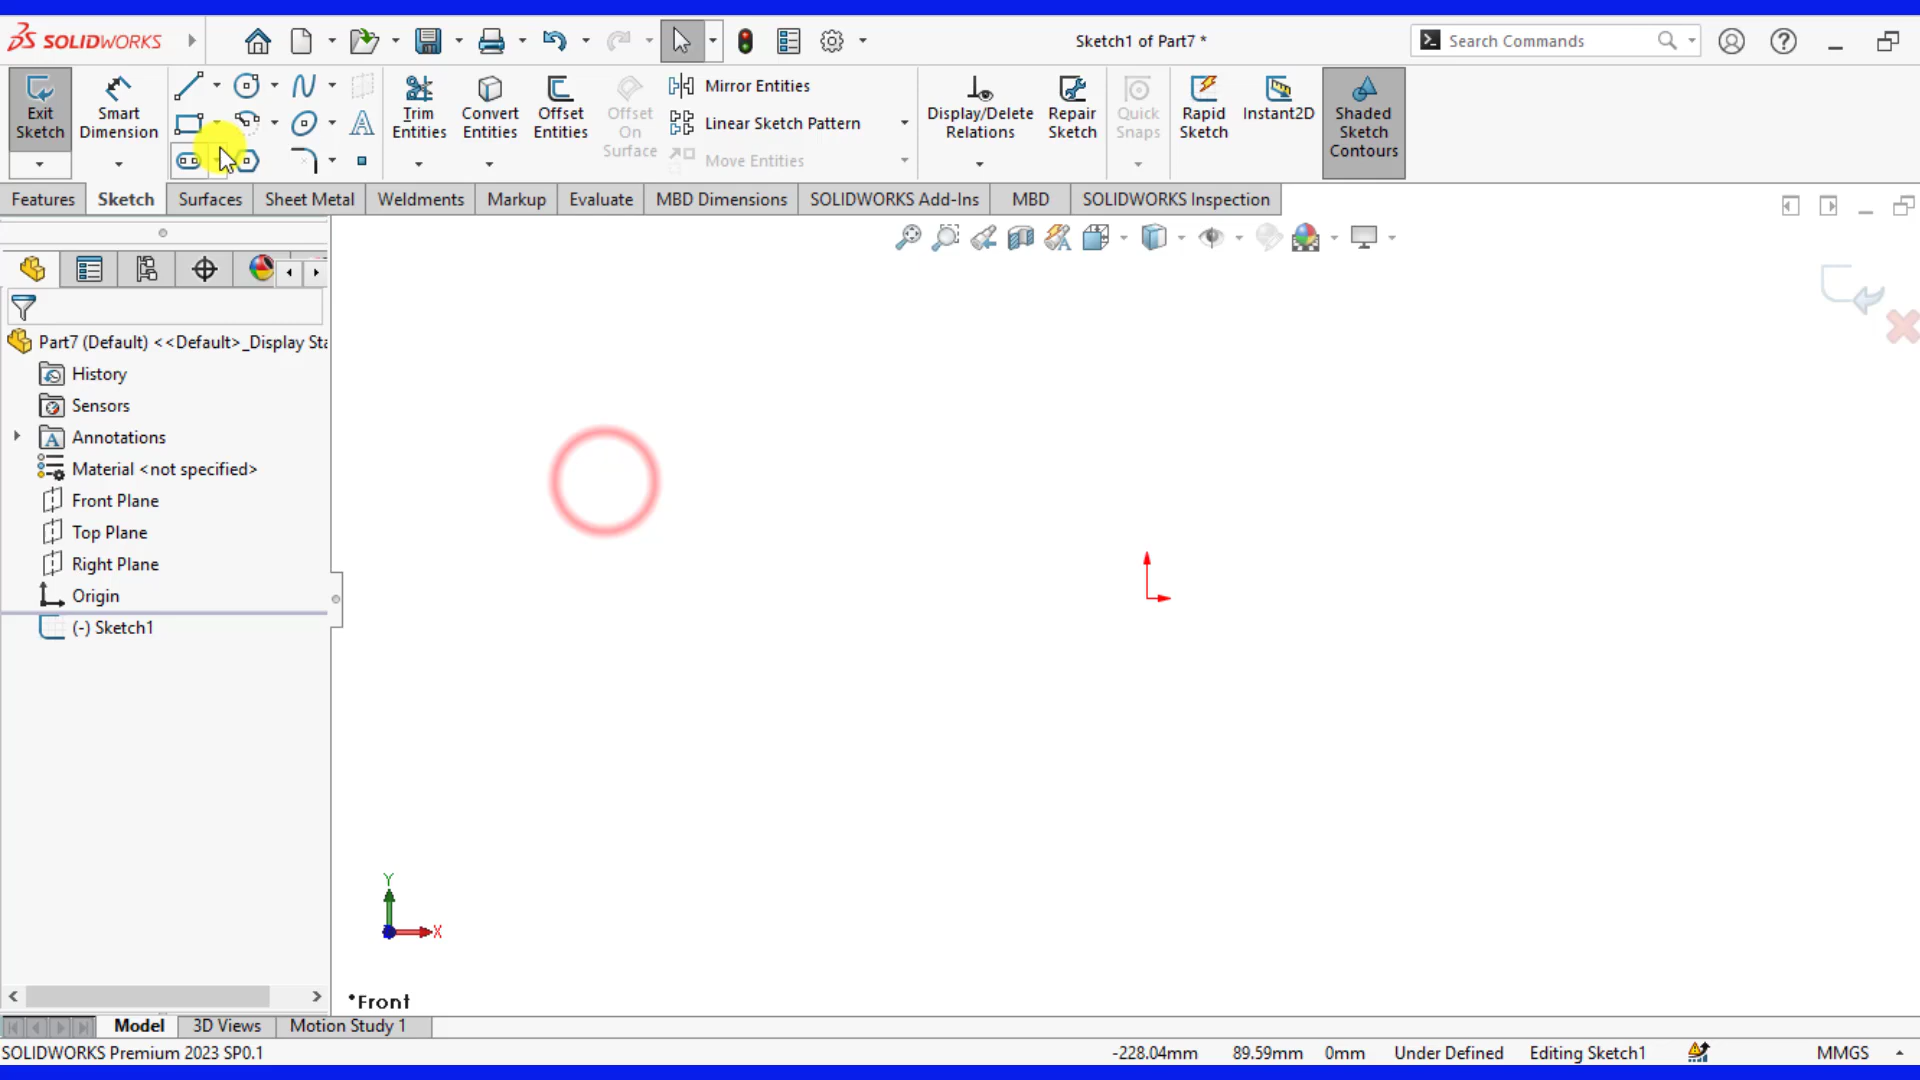 SOLIDWORKS
Sketch1 of Part7 *
Search Commands
Exit Sketch
Smart Dimension
Trim Entities
Convert Entities
Offset Entities
Offset On Surface
Mirror Entities
Linear Sketch Pattern
Move Entities
Display/Delete Relations
Repair Sketch
Quick Snaps
Rapid Sketch
Instant2D
Shaded Sketch Contours
Features
Sketch
Surfaces
Sheet Metal
Weldments
Markup
Evaluate
MBD Dimensions
SOLIDWORKS Add-Ins
MBD
SOLIDWORKS Inspection
Part7 (Default) <<Default>_Display Sta
History
Sensors
Annotations
Material <not specified>
Front Plane
Top Plane
Right Plane
Origin
(-) Sketch1
Y
X
*Front
Model
3D Views
Motion Study 1
SOLIDWORKS Premium 2023 SP0.1
-228.04mm
89.59mm
0mm
Under Defined
Editing Sketch1
MMGS